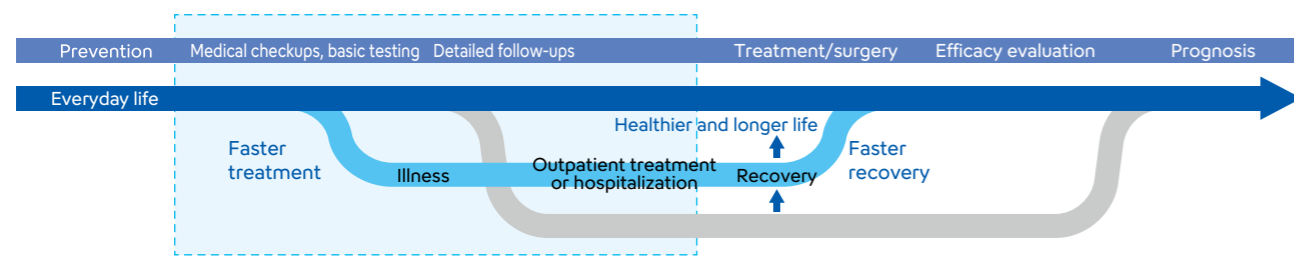 Prevention
Medical checkups, basic testing
Detailed follow-ups
Treatment/surgery
Efficacy evaluation
Prognosis
Everyday life
Healthier and longer life
Faster
treatment
Faster
recovery
Illness
Outpatient treatment
or hospitalization
Recovery